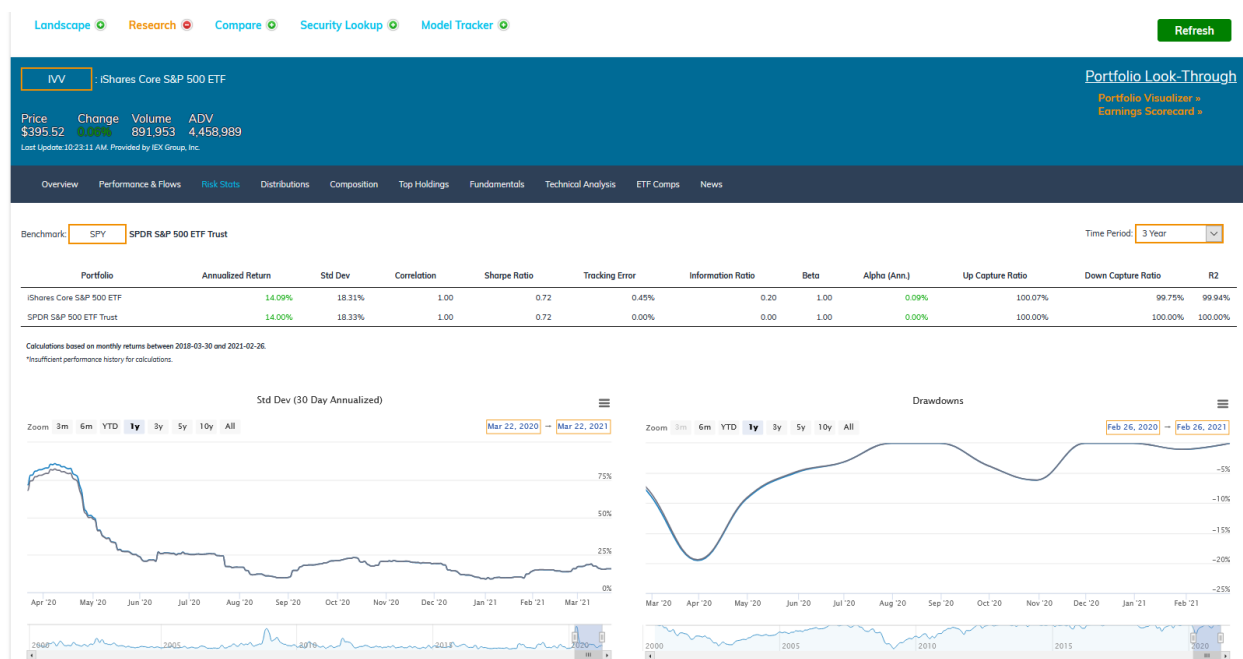 Landscape Research Compare Security Lookup Model Tracker Refresh
IVV : iShares Core S&P 500 ETF Portfolio Look-Through
Portfolio Visualizer »
Earnings Scorecard »
Price Change Volume ADV
$395.52 0.00% 891,953 4,458,989
Last Update:10:23:11 AM. Provided by IEX Group, Inc.
Overview Performance & Flows Risk Stats Distributions Composition Top Holdings Fundamentals Technical Analysis ETF Comps News
Benchmark: SPY SPDR S&P 500 ETF Trust Time Period: 3 Year
Portfolio Annualized Return Std Dev Correlation Sharpe Ratio Tracking Error Information Ratio Beta Alpha (Ann.) Up Capture Ratio Down Capture Ratio R2
iShares Core S&P 500 ETF 14.09% 18.31% 1.00 0.72 0.45% 0.20 1.00 0.09% 100.07% 99.75% 99.94%
SPDR S&P 500 ETF Trust 14.00% 18.33% 1.00 0.72 0.00% 0.00 1.00 0.00% 100.00% 100.00% 100.00%
Calculations based on monthly returns between 2018-03-30 and 2021-02-26.
*Insufficient performance history for calculations.
Std Dev (30 Day Annualized)
Zoom 3m 6m YTD 1y 3y 5y 10y All Mar 22, 2020 → Mar 22, 2021
75%
50%
25%
0%
Apr '20 May '20 Jun '20 Jul '20 Aug '20 Sep '20 Oct '20 Nov '20 Dec '20 Jan '21 Feb '21 Mar '21
2000 2005 2010 2015 2020
Drawdowns
Zoom 3m 6m YTD 1y 3y 5y 10y All Feb 26, 2020 → Feb 26, 2021
-5%
-10%
-15%
-20%
-25%
Mar '20 Apr '20 May '20 Jun '20 Jul '20 Aug '20 Sep '20 Oct '20 Nov '20 Dec '20 Jan '21 Feb '21
2000 2005 2010 2015 2020